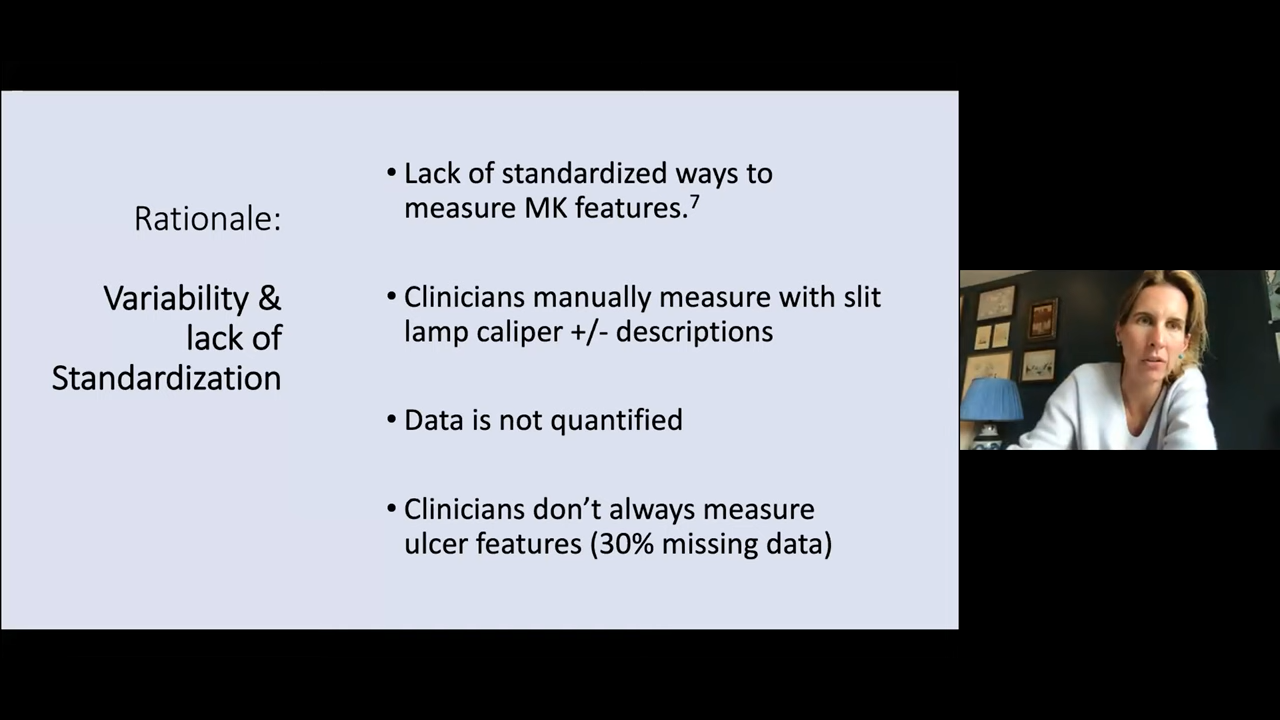 Rationale:
Variability &
lack of
Standardization
• Lack of standardized ways to
measure MK features.⁷
• Clinicians manually measure with slit
lamp caliper +/- descriptions
• Data is not quantified
• Clinicians don’t always measure
ulcer features (30% missing data)